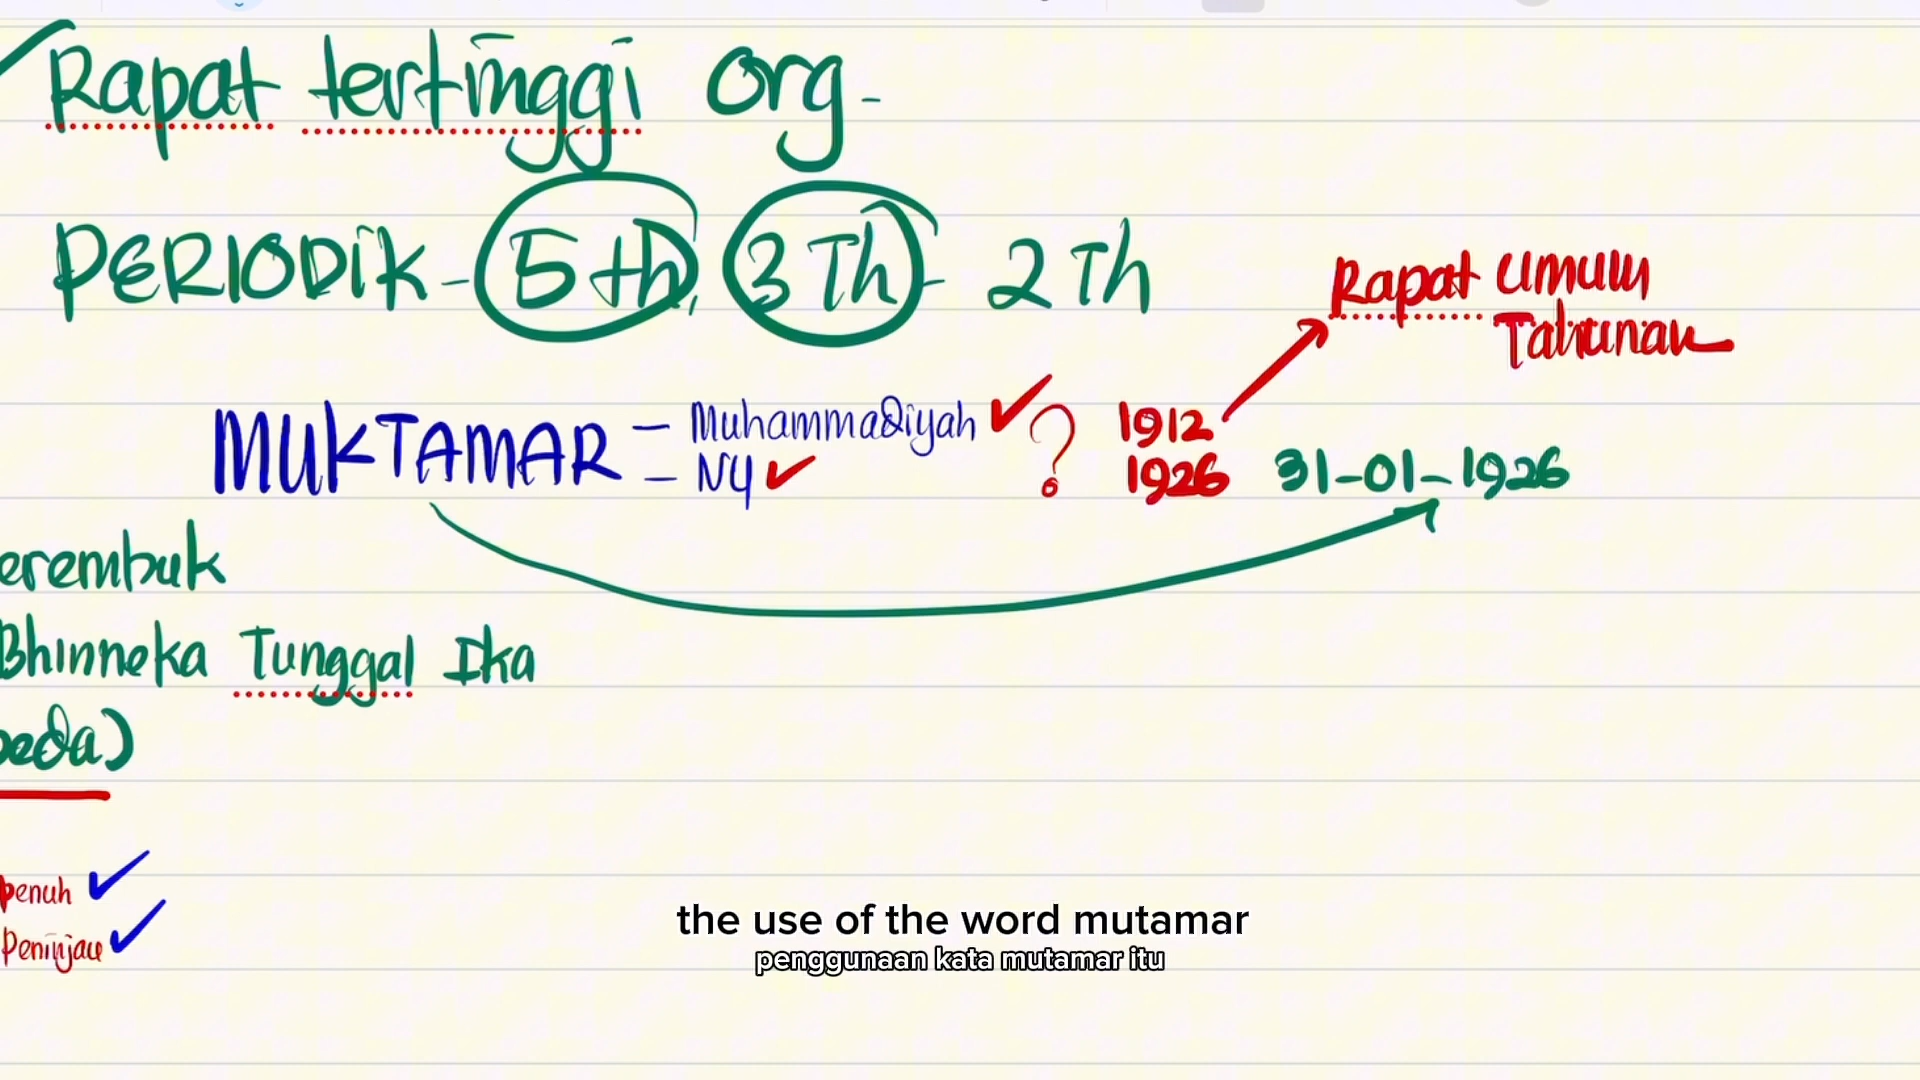 Rapat tertinggi org-
PERIODIK - 5 th, 3 Th - 2 Th
Rapat Umum
Tahunan
MUKTAMAR - Muhammadiyah ? 1912
- NU 1926 31-01-1926
erembuk
Bhinneka Tunggal Ika
beda)
penuh
Peninjau
the use of the word mutamar
penggunaan kata mutamar itu